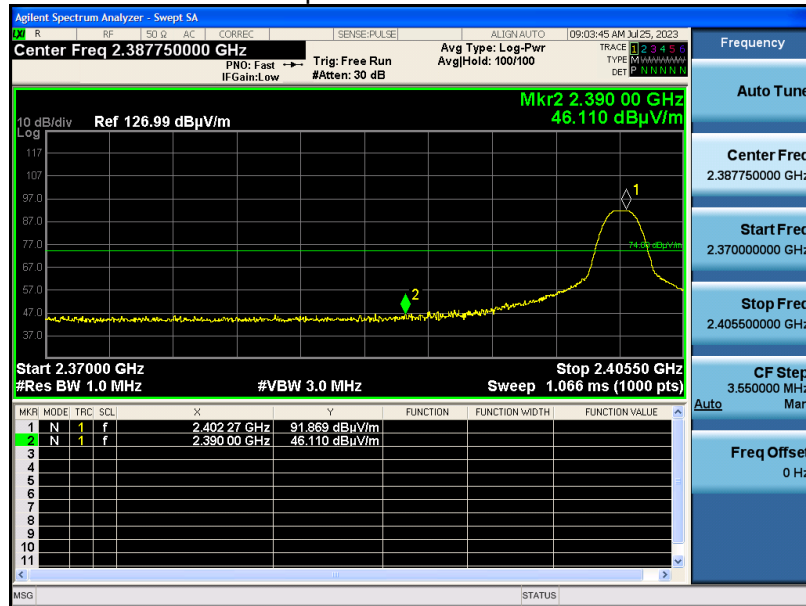 Agilent Spectrum Analyzer - Swept SA
LXI R RF 50 Ω AC CORREC SENSE:PULSE ALIGN AUTO 09:03:45 AM Jul 25, 2023
Center Freq 2.387750000 GHz
PNO: Fast
IFGain:Low
Trig: Free Run
#Atten: 30 dB
Avg Type: Log-Pwr
Avg|Hold: 100/100
TRACE 1 2 3 4 5 6
TYPE M
DET P N N N N N
Mkr2 2.390 00 GHz
46.110 dBμV/m
10 dB/div Ref 126.99 dBμV/m
Log
117
107
97.0
87.0
77.0
67.0
57.0
47.0
37.0
1
74.00 dBμV/m
2
Start 2.37000 GHz Stop 2.40550 GHz
#Res BW 1.0 MHz #VBW 3.0 MHz Sweep 1.066 ms (1000 pts)
MKR MODE TRC SCL X Y FUNCTION FUNCTION WIDTH FUNCTION VALUE
1 N 1 f 2.402 27 GHz 91.869 dBμV/m
2 N 1 f 2.390 00 GHz 46.110 dBμV/m
3
4
5
6
7
8
9
10
11
MSG STATUS
Frequency
Auto Tune
Center Freq
2.387750000 GHz
Start Freq
2.370000000 GHz
Stop Freq
2.405500000 GHz
CF Step
3.550000 MHz
Auto Man
Freq Offset
0 Hz